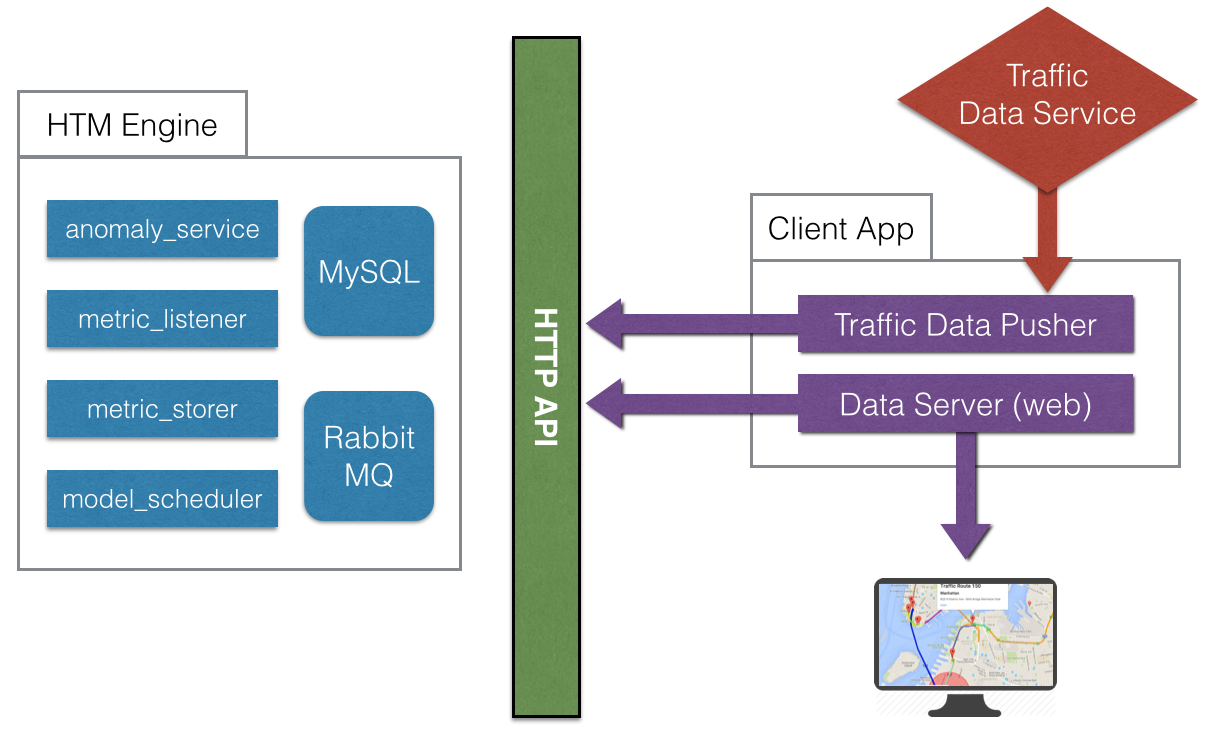 HTM Engine
anomaly_service
metric_listener
metric_storer
model_scheduler
MySQL
Rabbit
MQ
HTTP API
Traffic
Data Service
Client App
Traffic Data Pusher
Data Server (web)
Traffic Route 150
Manhattan